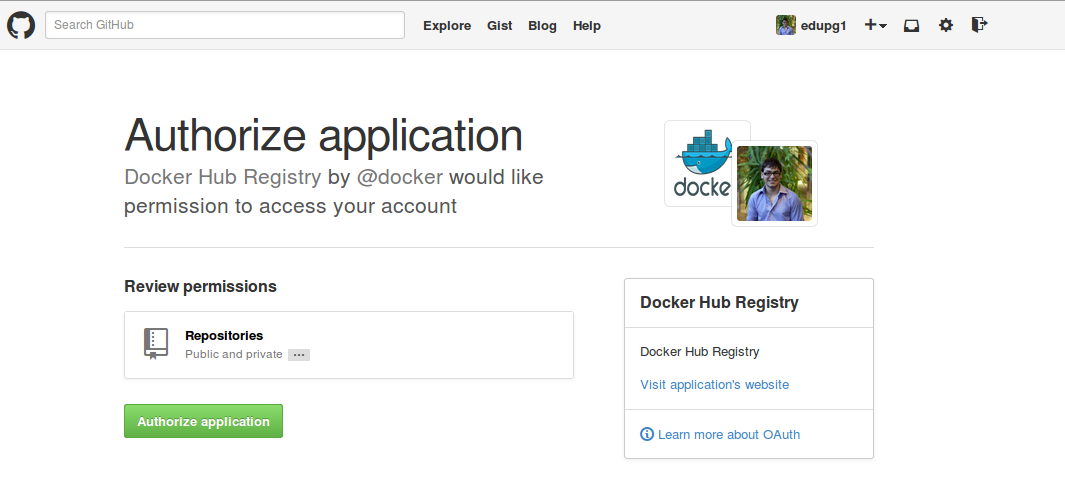 Search GitHub
Explore Gist Blog Help
edupg1
Authorize application
Docker Hub Registry by @docker would like
permission to access your account
docke
Review permissions
Repositories
Public and private ...
Authorize application
Docker Hub Registry
Docker Hub Registry
Visit application's website
Learn more about OAuth